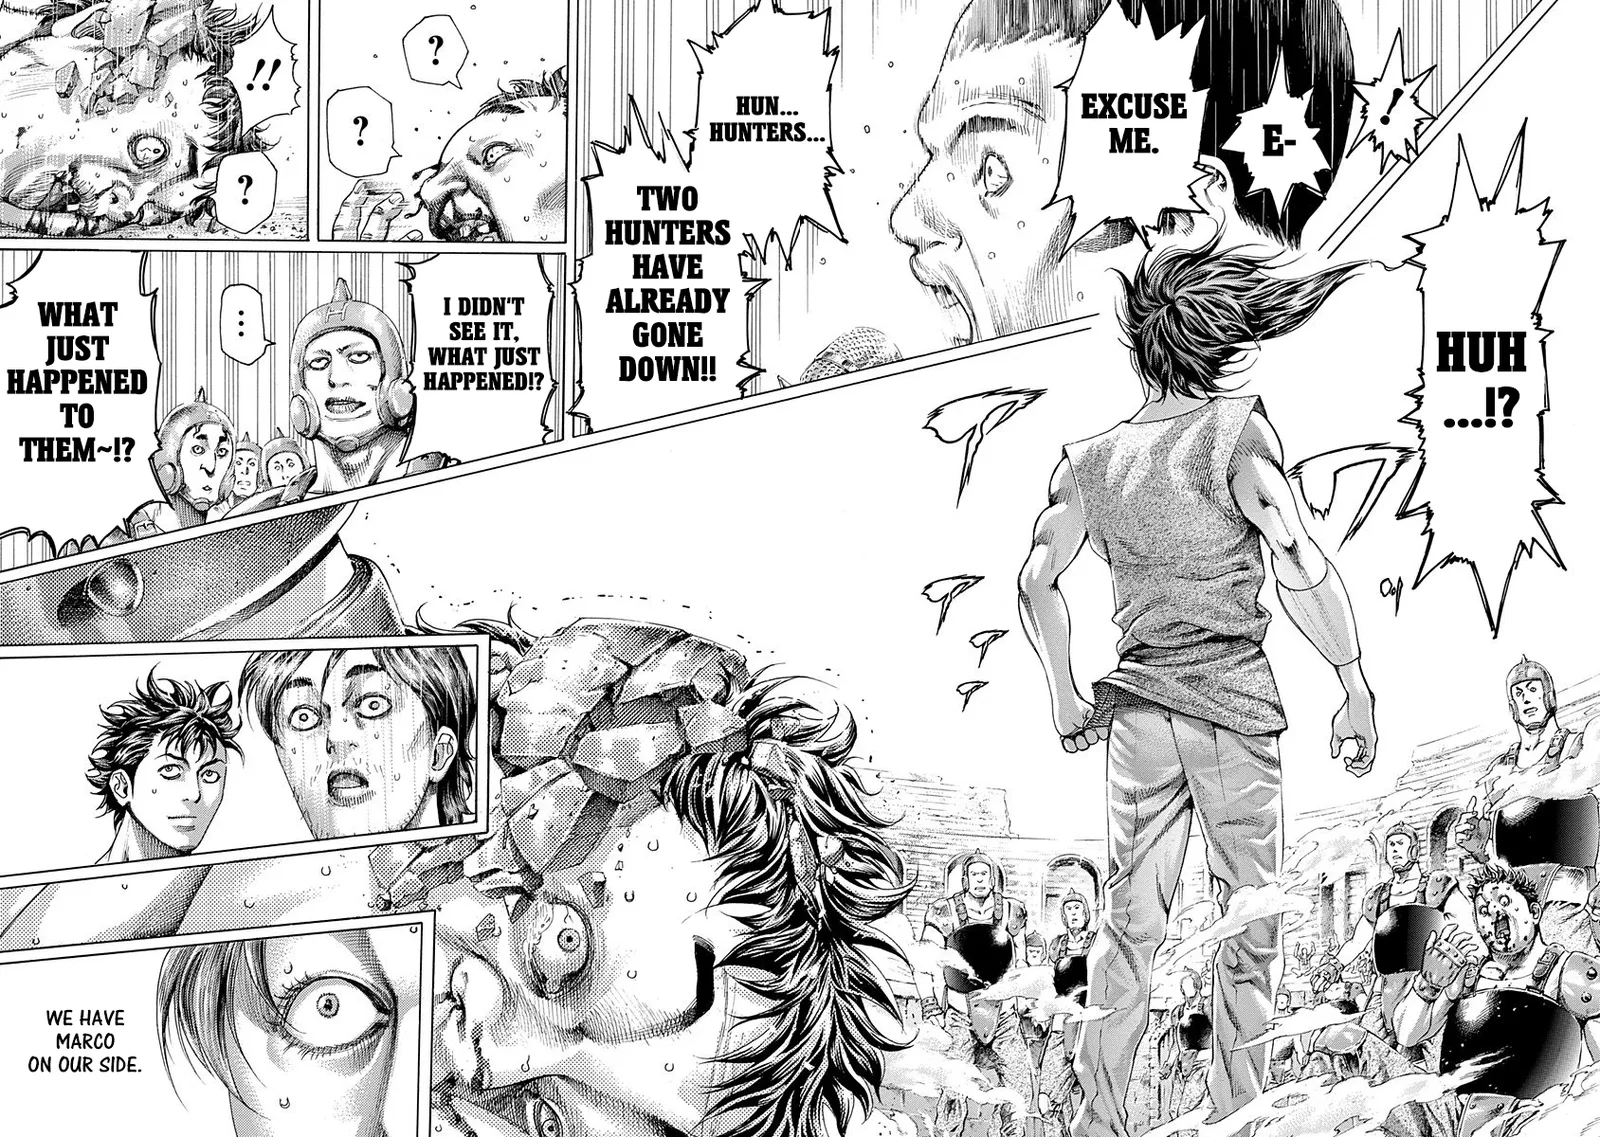 HUH
...!?
!
E-
EXCUSE
ME.
HUN...
HUNTERS...
TWO
HUNTERS
HAVE
ALREADY
GONE
DOWN!!
?
?
!!
?
I DIDN'T
SEE IT,
WHAT JUST
HAPPENED!?
...
WHAT
JUST
HAPPENED
TO
THEM~!?
H
WE HAVE
MARCO
ON OUR SIDE.